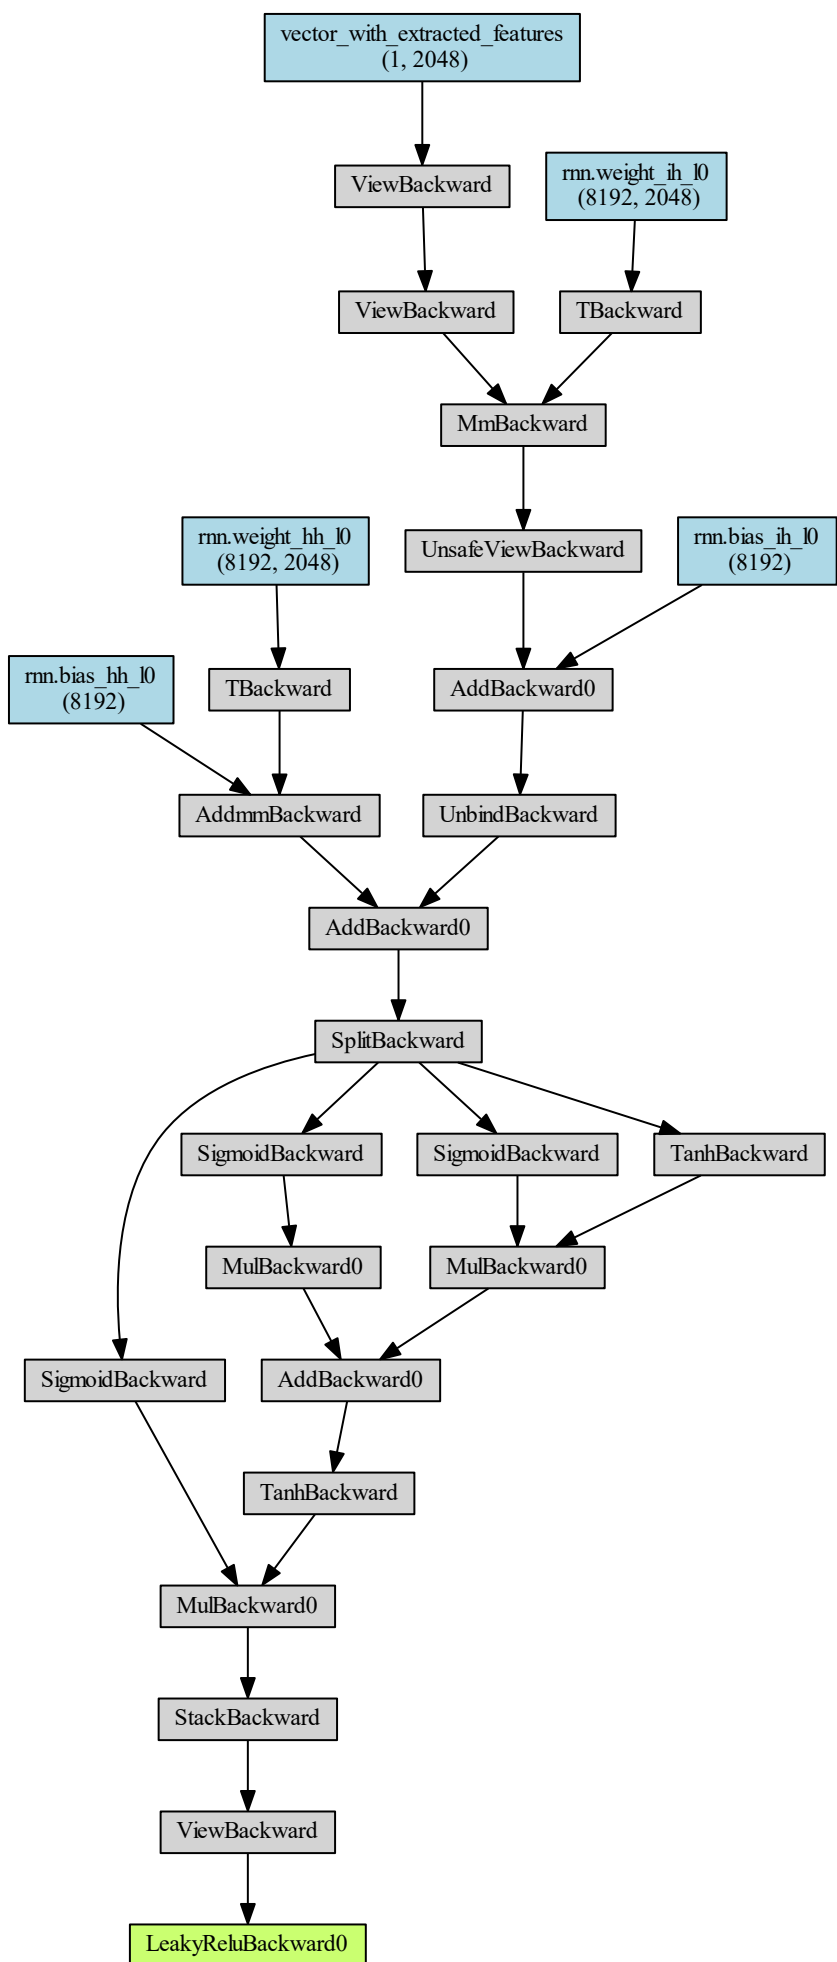 vector_with_extracted_features
(1, 2048)
ViewBackward
rnn.weight_ih_l0
(8192, 2048)
ViewBackward
TBackward
MmBackward
rnn.weight_hh_l0
(8192, 2048)
UnsafeViewBackward
rnn.bias_ih_l0
(8192)
rnn.bias_hh_l0
(8192)
TBackward
AddBackward0
AddmmBackward
UnbindBackward
AddBackward0
SplitBackward
SigmoidBackward
SigmoidBackward
TanhBackward
MulBackward0
MulBackward0
SigmoidBackward
AddBackward0
TanhBackward
MulBackward0
StackBackward
ViewBackward
LeakyReluBackward0